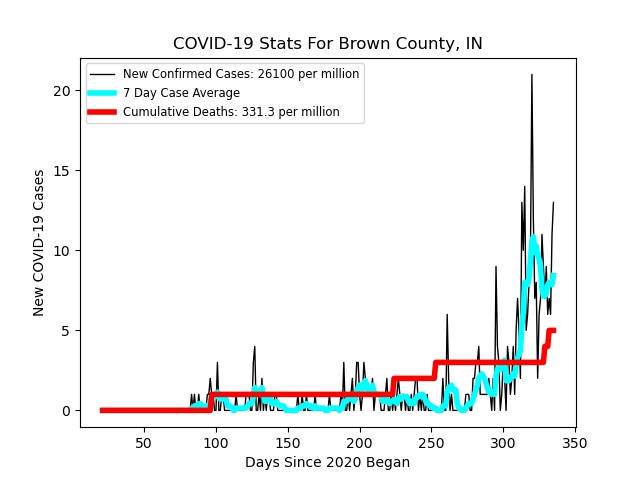 COVID-19 Stats For Brown County, IN
New Confirmed Cases: 26100 per million
7 Day Case Average
Cumulative Deaths: 331.3 per million
New COVID-19 Cases
20
15
10
5
0
50 100 150 200 250 300 350
Days Since 2020 Began